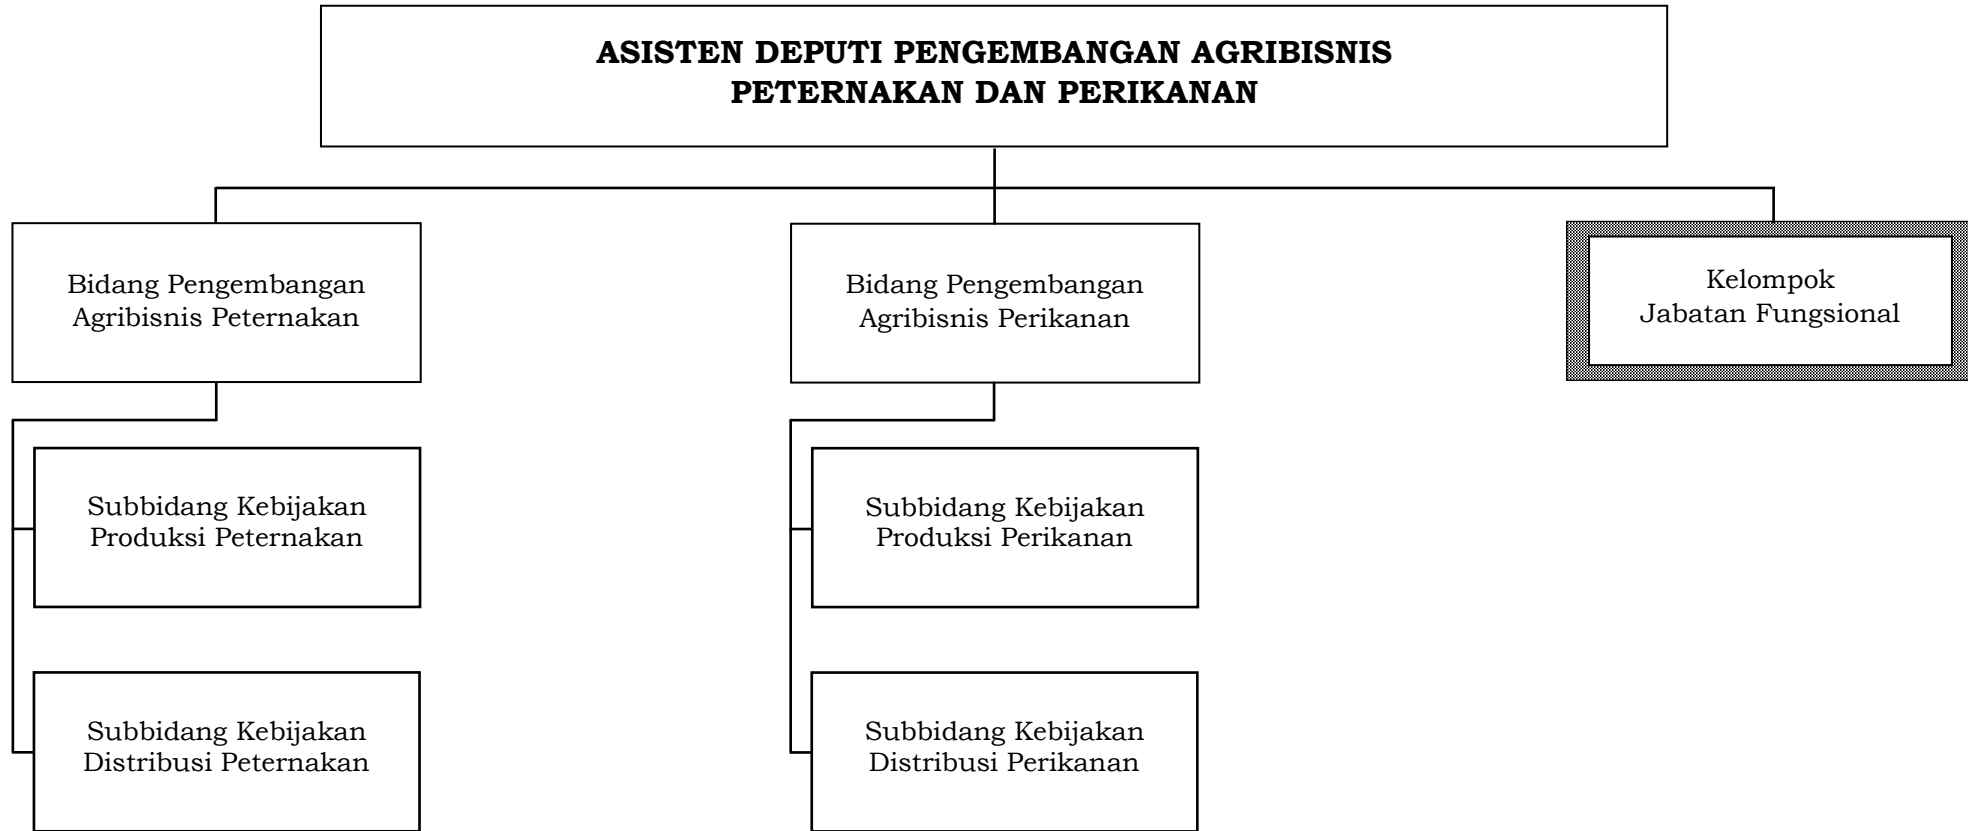 ASISTEN DEPUTI PENGEMBANGAN AGRIBISNIS
PETERNAKAN DAN PERIKANAN
Bidang Pengembangan
Agribisnis Peternakan
Bidang Pengembangan
Agribisnis Perikanan
Kelompok
Jabatan Fungsional
Subbidang Kebijakan
Produksi Peternakan
Subbidang Kebijakan
Produksi Perikanan
Subbidang Kebijakan
Distribusi Peternakan
Subbidang Kebijakan
Distribusi Perikanan